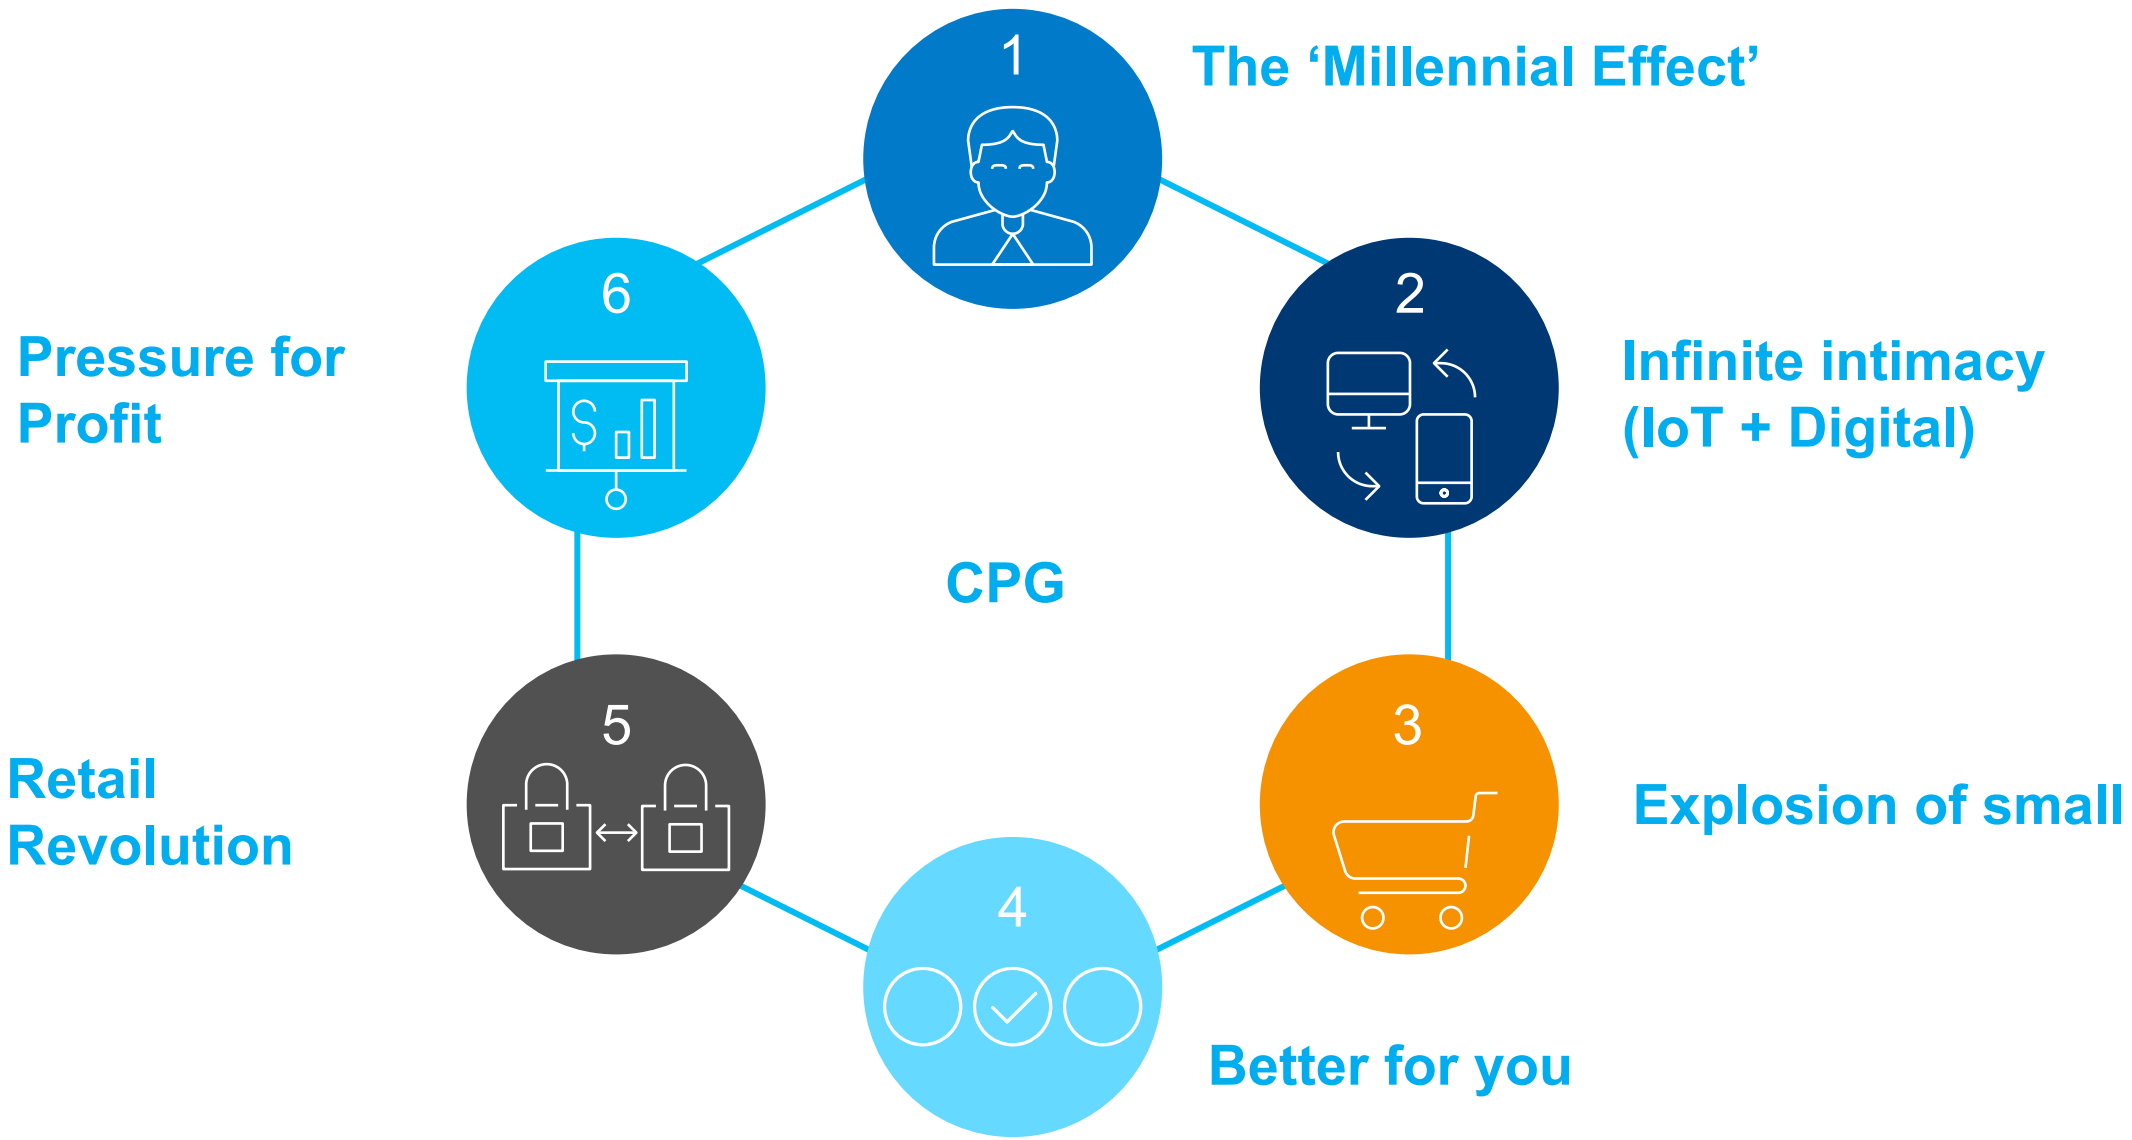 1
The ‘Millennial Effect’
2
Infinite intimacy
(IoT + Digital)
3
Explosion of small
4
Better for you
5
Retail
Revolution
6
Pressure for
Profit
CPG
$